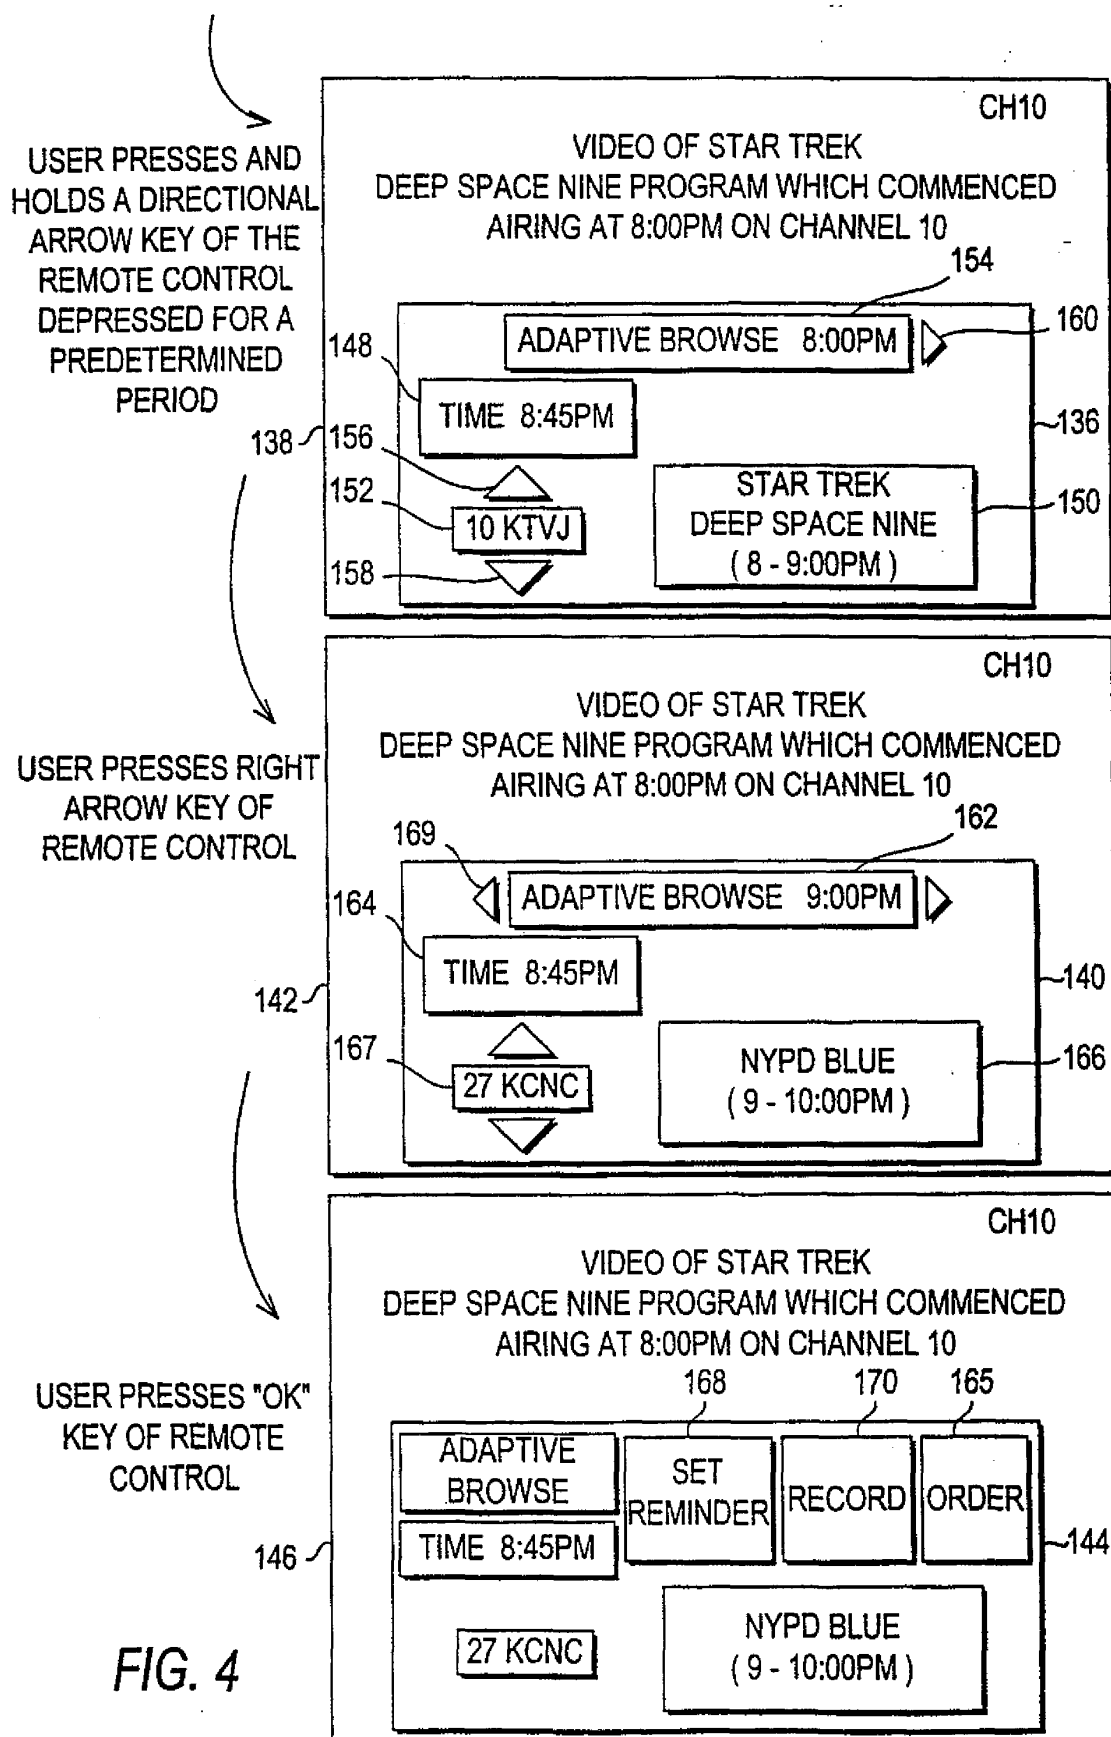 CH10
USER PRESSES AND
HOLDS A DIRECTIONAL
ARROW KEY OF THE
REMOTE CONTROL
DEPRESSED FOR A
PREDETERMINED
PERIOD
VIDEO OF STAR TREK
DEEP SPACE NINE PROGRAM WHICH COMMENCED
AIRING AT 8:00PM ON CHANNEL 10
154
ADAPTIVE BROWSE 8:00PM
160
148
TIME 8:45PM
138
156
136
152
10 KTVJ
STAR TREK
DEEP SPACE NINE
( 8 - 9:00PM )
150
158
CH10
USER PRESSES RIGHT
ARROW KEY OF
REMOTE CONTROL
VIDEO OF STAR TREK
DEEP SPACE NINE PROGRAM WHICH COMMENCED
AIRING AT 8:00PM ON CHANNEL 10
169
162
ADAPTIVE BROWSE 9:00PM
164
TIME 8:45PM
142
140
167
27 KCNC
NYPD BLUE
( 9 - 10:00PM )
166
CH10
USER PRESSES "OK"
KEY OF REMOTE
CONTROL
VIDEO OF STAR TREK
DEEP SPACE NINE PROGRAM WHICH COMMENCED
AIRING AT 8:00PM ON CHANNEL 10
168
170
165
ADAPTIVE
BROWSE
SET
REMINDER
RECORD
ORDER
TIME 8:45PM
146
144
27 KCNC
NYPD BLUE
( 9 - 10:00PM )
FIG. 4